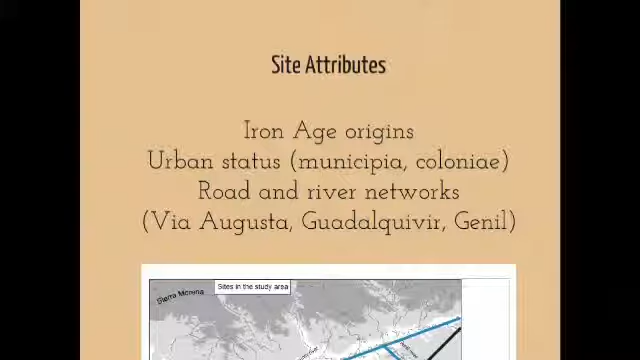 Site Attributes
Iron Age origins
Urban status (municipia, coloniae)
Road and river networks
(Via Augusta, Guadalquivir, Genil)
Sites in the study area
Sierra Morena